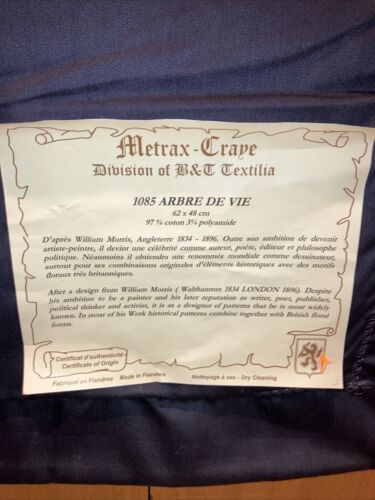 Metrax-Craye
Division of B&T Textilia
1085 ARBRE DE VIE
62 x 48 cm
97 % coton 3% polyamide
D'après William Morris, Angleterre 1834 - 1896. Outre son ambition de devenir
artiste-peintre, il devint une célébrité comme auteur, poête, éditeur et philosophe
politique. Néanmoins il obtiendra une renommée mondiale comme dessinateur,
surtout pour ses combinaisons originales d'éléments historiques avec des motifs
floraux très britanniques.
After a design from William Morris ( Walthamton 1834 LONDON 1896). Despite
his ambition to be a painter and his later reputation as writer, poet, publisher,
political thinker and activist, it is as a designer of patterns that he is most widely
known. In most of his Work historical patterns combine together with British floral
forms.
Certificat d'authenticité
Certificate of Origin
Fabriqué en Flandres Made in Flanders Nettoyage à sec - Dry Cleaning